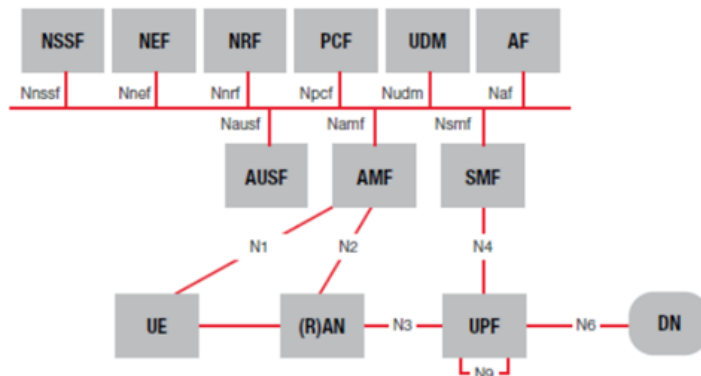 NSSF NEF NRF PCF UDM AF
Nnssf Nnef Nnrf Npcf Nudm Naf
Nausf Namf Nsmf
AUSF AMF SMF
N1 N2 N4
UE (R)AN N3 UPF N6 DN
N9